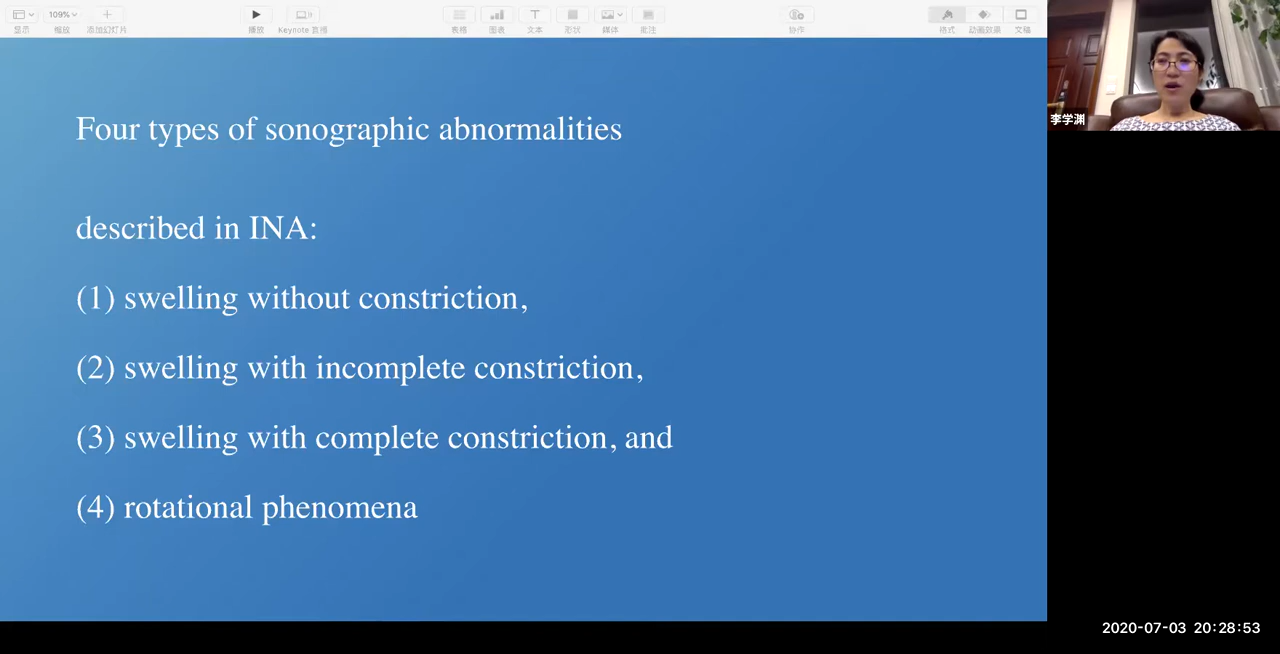 109%
显示
缩放
添加幻灯片
播放
Keynote 直播
表格
图表
文本
形状
媒体
批注
协作
格式
动画效果
文稿
李学渊
Four types of sonographic abnormalities
described in INA:
(1) swelling without constriction,
(2) swelling with incomplete constriction,
(3) swelling with complete constriction, and
(4) rotational phenomena
2020-07-03 20:28:53